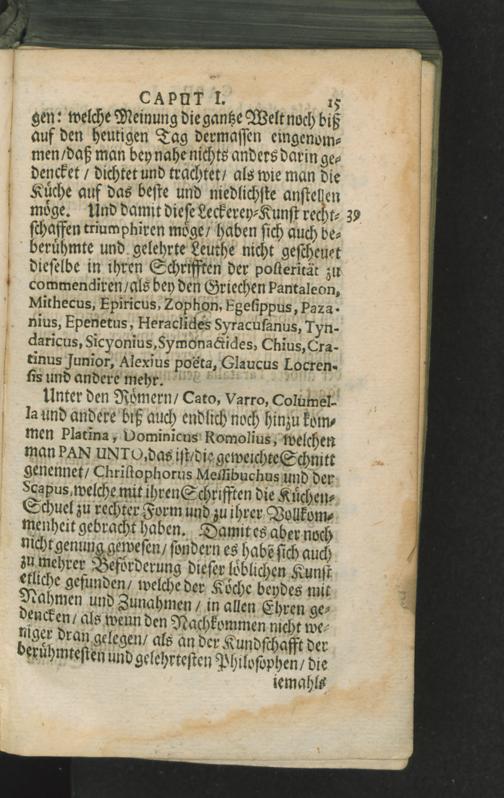 CAPUT I. 15
gen: welche Meinung die gantze Welt noch biß
auf den heutigen Tag dermassen eingenom⸗
men/ daß man bey nahe nichts anders darin ge⸗
dencket / dichtet und trachtet/ als wie man die
Küche auf das beste und niedlichste anstellen
möge. Und damit diese Leckerey-Kunst recht⸗ 39
schaffen triumphiren möge/ haben sich auch be⸗
berühmte und gelehrte Leuthe nicht gescheuet
dieselbe in ihren Schrifften der posterität zu
commendiren/ als bey den Griechen Pantaleon,
Mithecus, Epiricus, Zophon, Egesippus, Paza-
nius, Epenetus, Heraclides Syracusanus, Tyn-
daricus, Sicyonius, Symonactides, Chius, Cra-
tinus Junior, Alexius poëta, Glaucus Locren-
sis und andere mehr.
Unter den Römern/ Cato, Varro, Columel-
la und andere biß auch endlich noch hinzu kom⸗
men Platina, Dominicus Romolius, welchen
man PAN UNTO, das ist/ die geweichte Schnitt
genennet/ Christophorus Messibuchus und der
Scapus, welche mit ihren Schrifften die Küchen⸗
Schuel zu rechter Form und zu ihrer Vollkom⸗
menheit gebracht haben. Damit es aber noch
nicht genung gewesen/ sondern es habē sich auch
zu mehrer Beförderung dieser löblichen Kunst
etliche gefunden/ welche der Köche beydes mit
Nahmen und Zunahmen / in allen Ehren ge⸗
dencken/ als wenn den Nachkommen nicht we⸗
niger dran gelegen/ als an der Kundschafft der
berühmtesten und gelehrtesten Philosophen/ die
iemahls